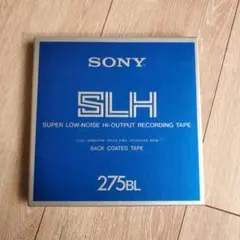 SONY
SLH
SUPER LOW-NOISE HI-OUTPUT RECORDING TAPE
BACK COATED TAPE
275BL